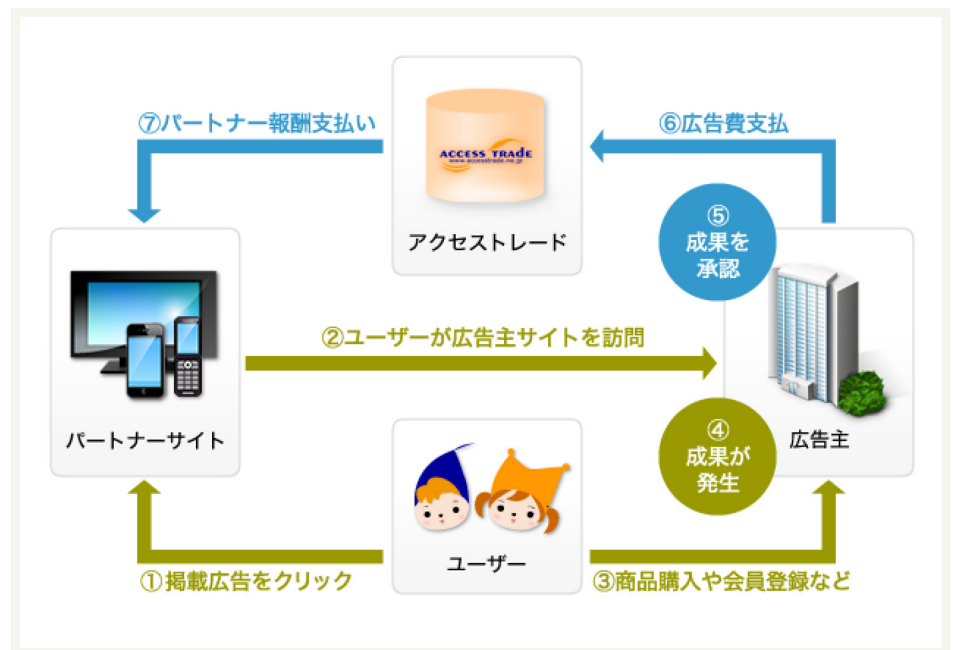 ⑦パートナー報酬支払い
⑥広告費支払
ACCESS TRADE
www.accesstrade.ne.jp
アクセストレード
⑤
成果を
承認
②ユーザーが広告主サイトを訪問
パートナーサイト
④
成果が
発生
広告主
ユーザー
①掲載広告をクリック
③商品購入や会員登録など